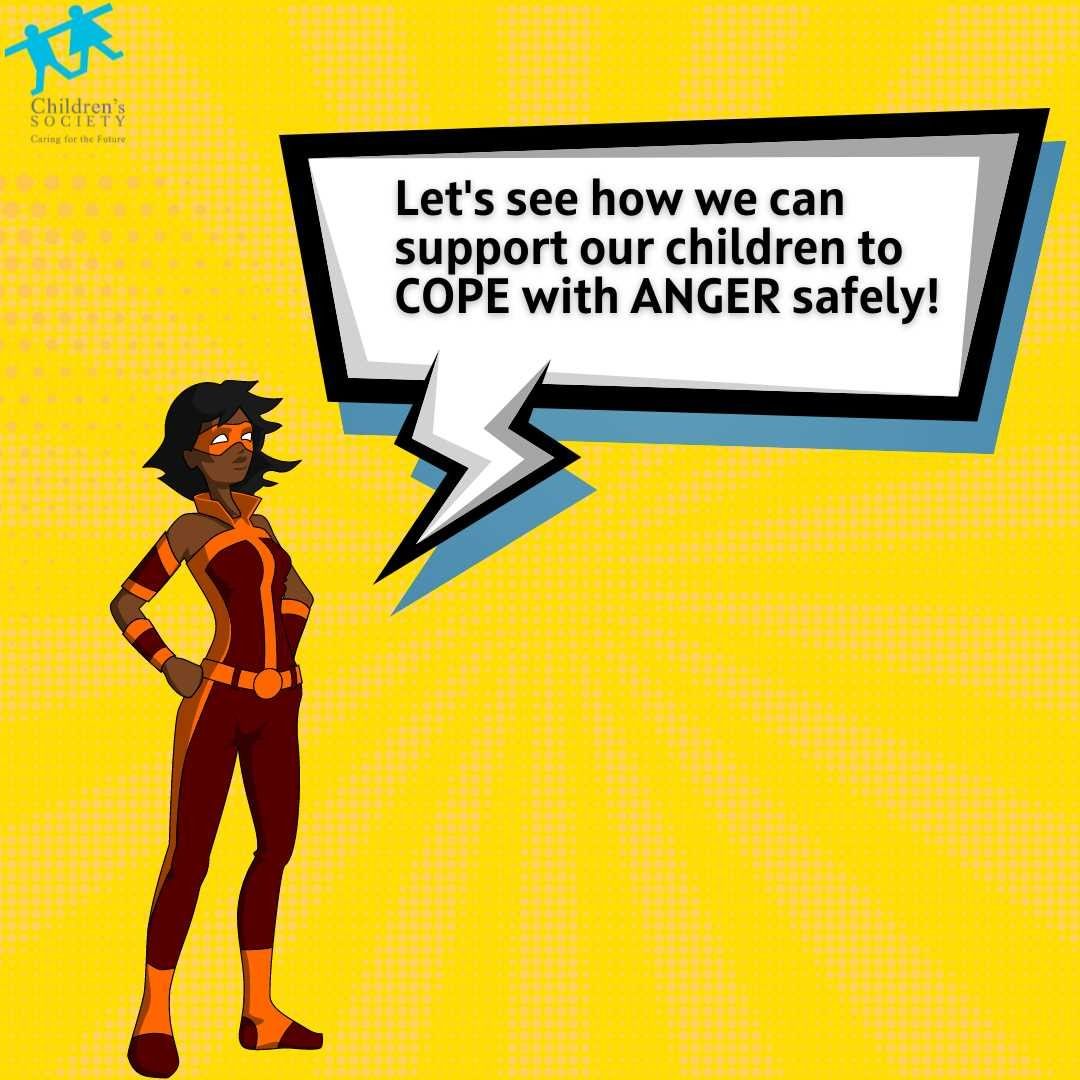 Children's
SOCIETY
Caring for the Future
Let's see how we can
support our children to
COPE with ANGER safely!